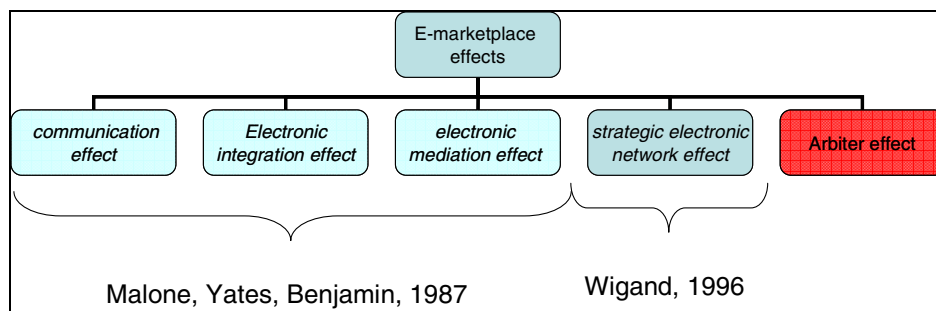 E-marketplace
effects
communication
effect
Electronic
integration effect
electronic
mediation effect
strategic electronic
network effect
Arbiter effect
Malone, Yates, Benjamin, 1987
Wigand, 1996